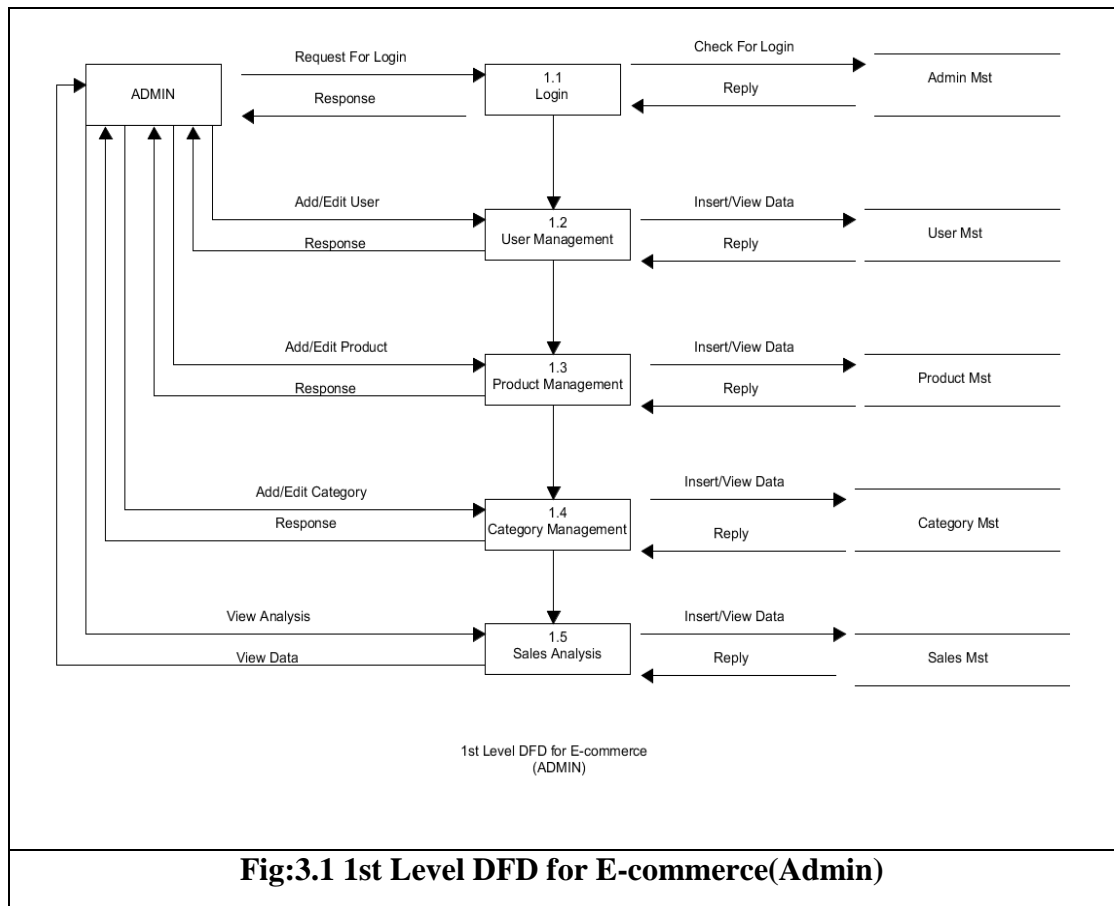 Request For Login
Check For Login
ADMIN
1.1
Login
Admin Mst
Response
Reply
Add/Edit User
1.2
User Management
Insert/View Data
User Mst
Response
Reply
Add/Edit Product
1.3
Product Management
Insert/View Data
Product Mst
Response
Reply
Add/Edit Category
1.4
Category Management
Insert/View Data
Category Mst
Response
Reply
View Analysis
1.5
Sales Analysis
Insert/View Data
Sales Mst
View Data
Reply
1st Level DFD for E-commerce
(ADMIN)
Fig:3.1 1st Level DFD for E-commerce(Admin)